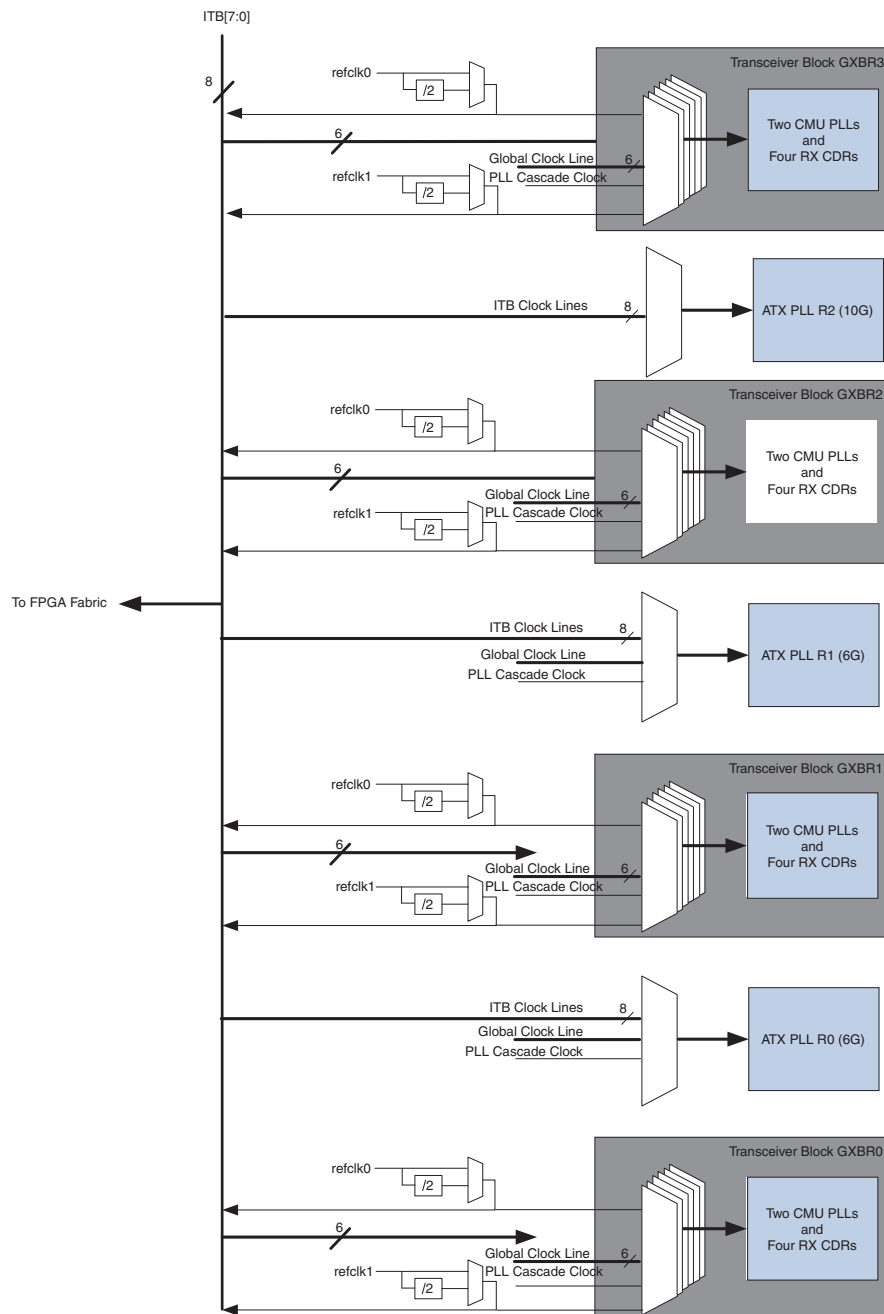 ITB[7:0]
8
refclk0
/2
6
refclk1
/2
Global Clock Line
6
PLL Cascade Clock
Transceiver Block GXBR3
Two CMU PLLs
and
Four RX CDRs
ITB Clock Lines
8
ATX PLL R2 (10G)
refclk0
/2
6
refclk1
/2
Global Clock Line
6
PLL Cascade Clock
Transceiver Block GXBR2
Two CMU PLLs
and
Four RX CDRs
To FPGA Fabric
ITB Clock Lines
8
Global Clock Line
PLL Cascade Clock
ATX PLL R1 (6G)
refclk0
/2
6
refclk1
/2
Global Clock Line
6
PLL Cascade Clock
Transceiver Block GXBR1
Two CMU PLLs
and
Four RX CDRs
ITB Clock Lines
8
Global Clock Line
PLL Cascade Clock
ATX PLL R0 (6G)
refclk0
/2
6
refclk1
/2
Global Clock Line
6
PLL Cascade Clock
Transceiver Block GXBR0
Two CMU PLLs
and
Four RX CDRs